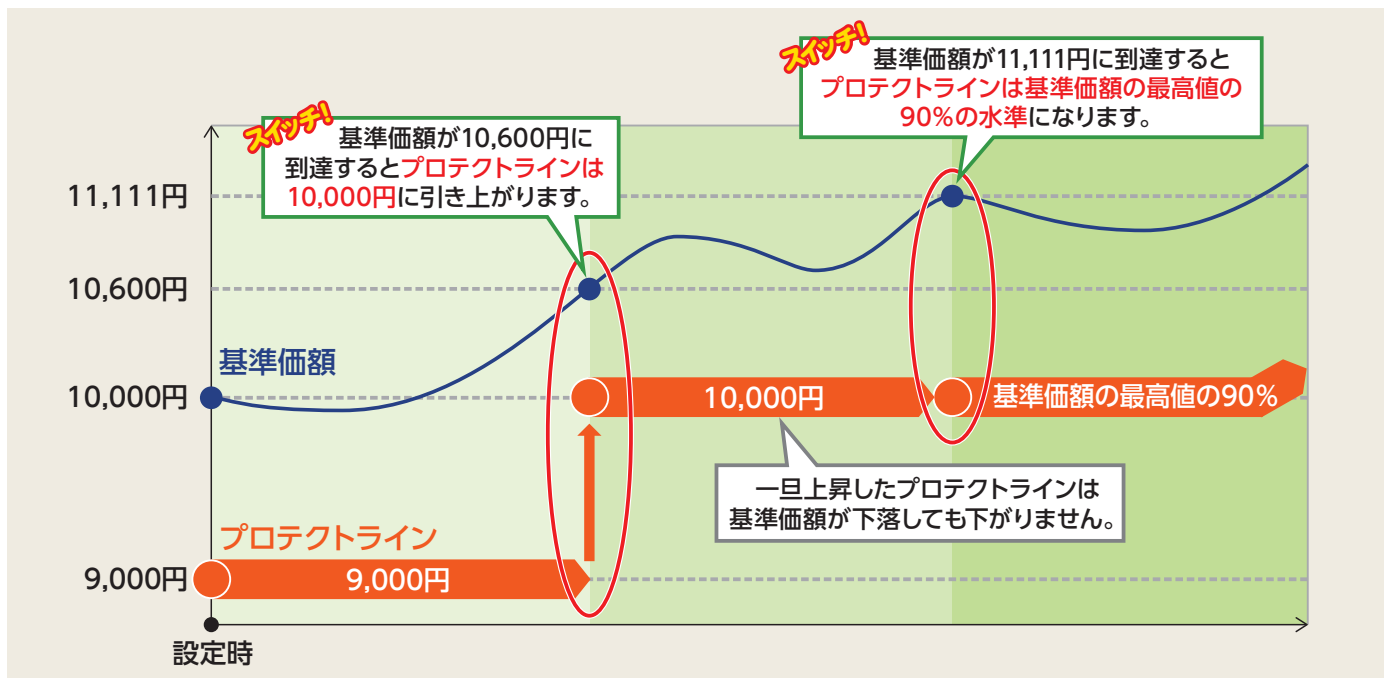 スイッチ!
基準価額が11,111円に到達すると
プロテクトラインは基準価額の最高値の
90%の水準になります。
スイッチ!
基準価額が10,600円に
到達するとプロテクトラインは
10,000円に引き上がります。
11,111円
10,600円
基準価額
10,000円
10,000円
基準価額の最高値の90%
一旦上昇したプロテクトラインは
基準価額が下落しても下がりません。
プロテクトライン
9,000円
9,000円
設定時